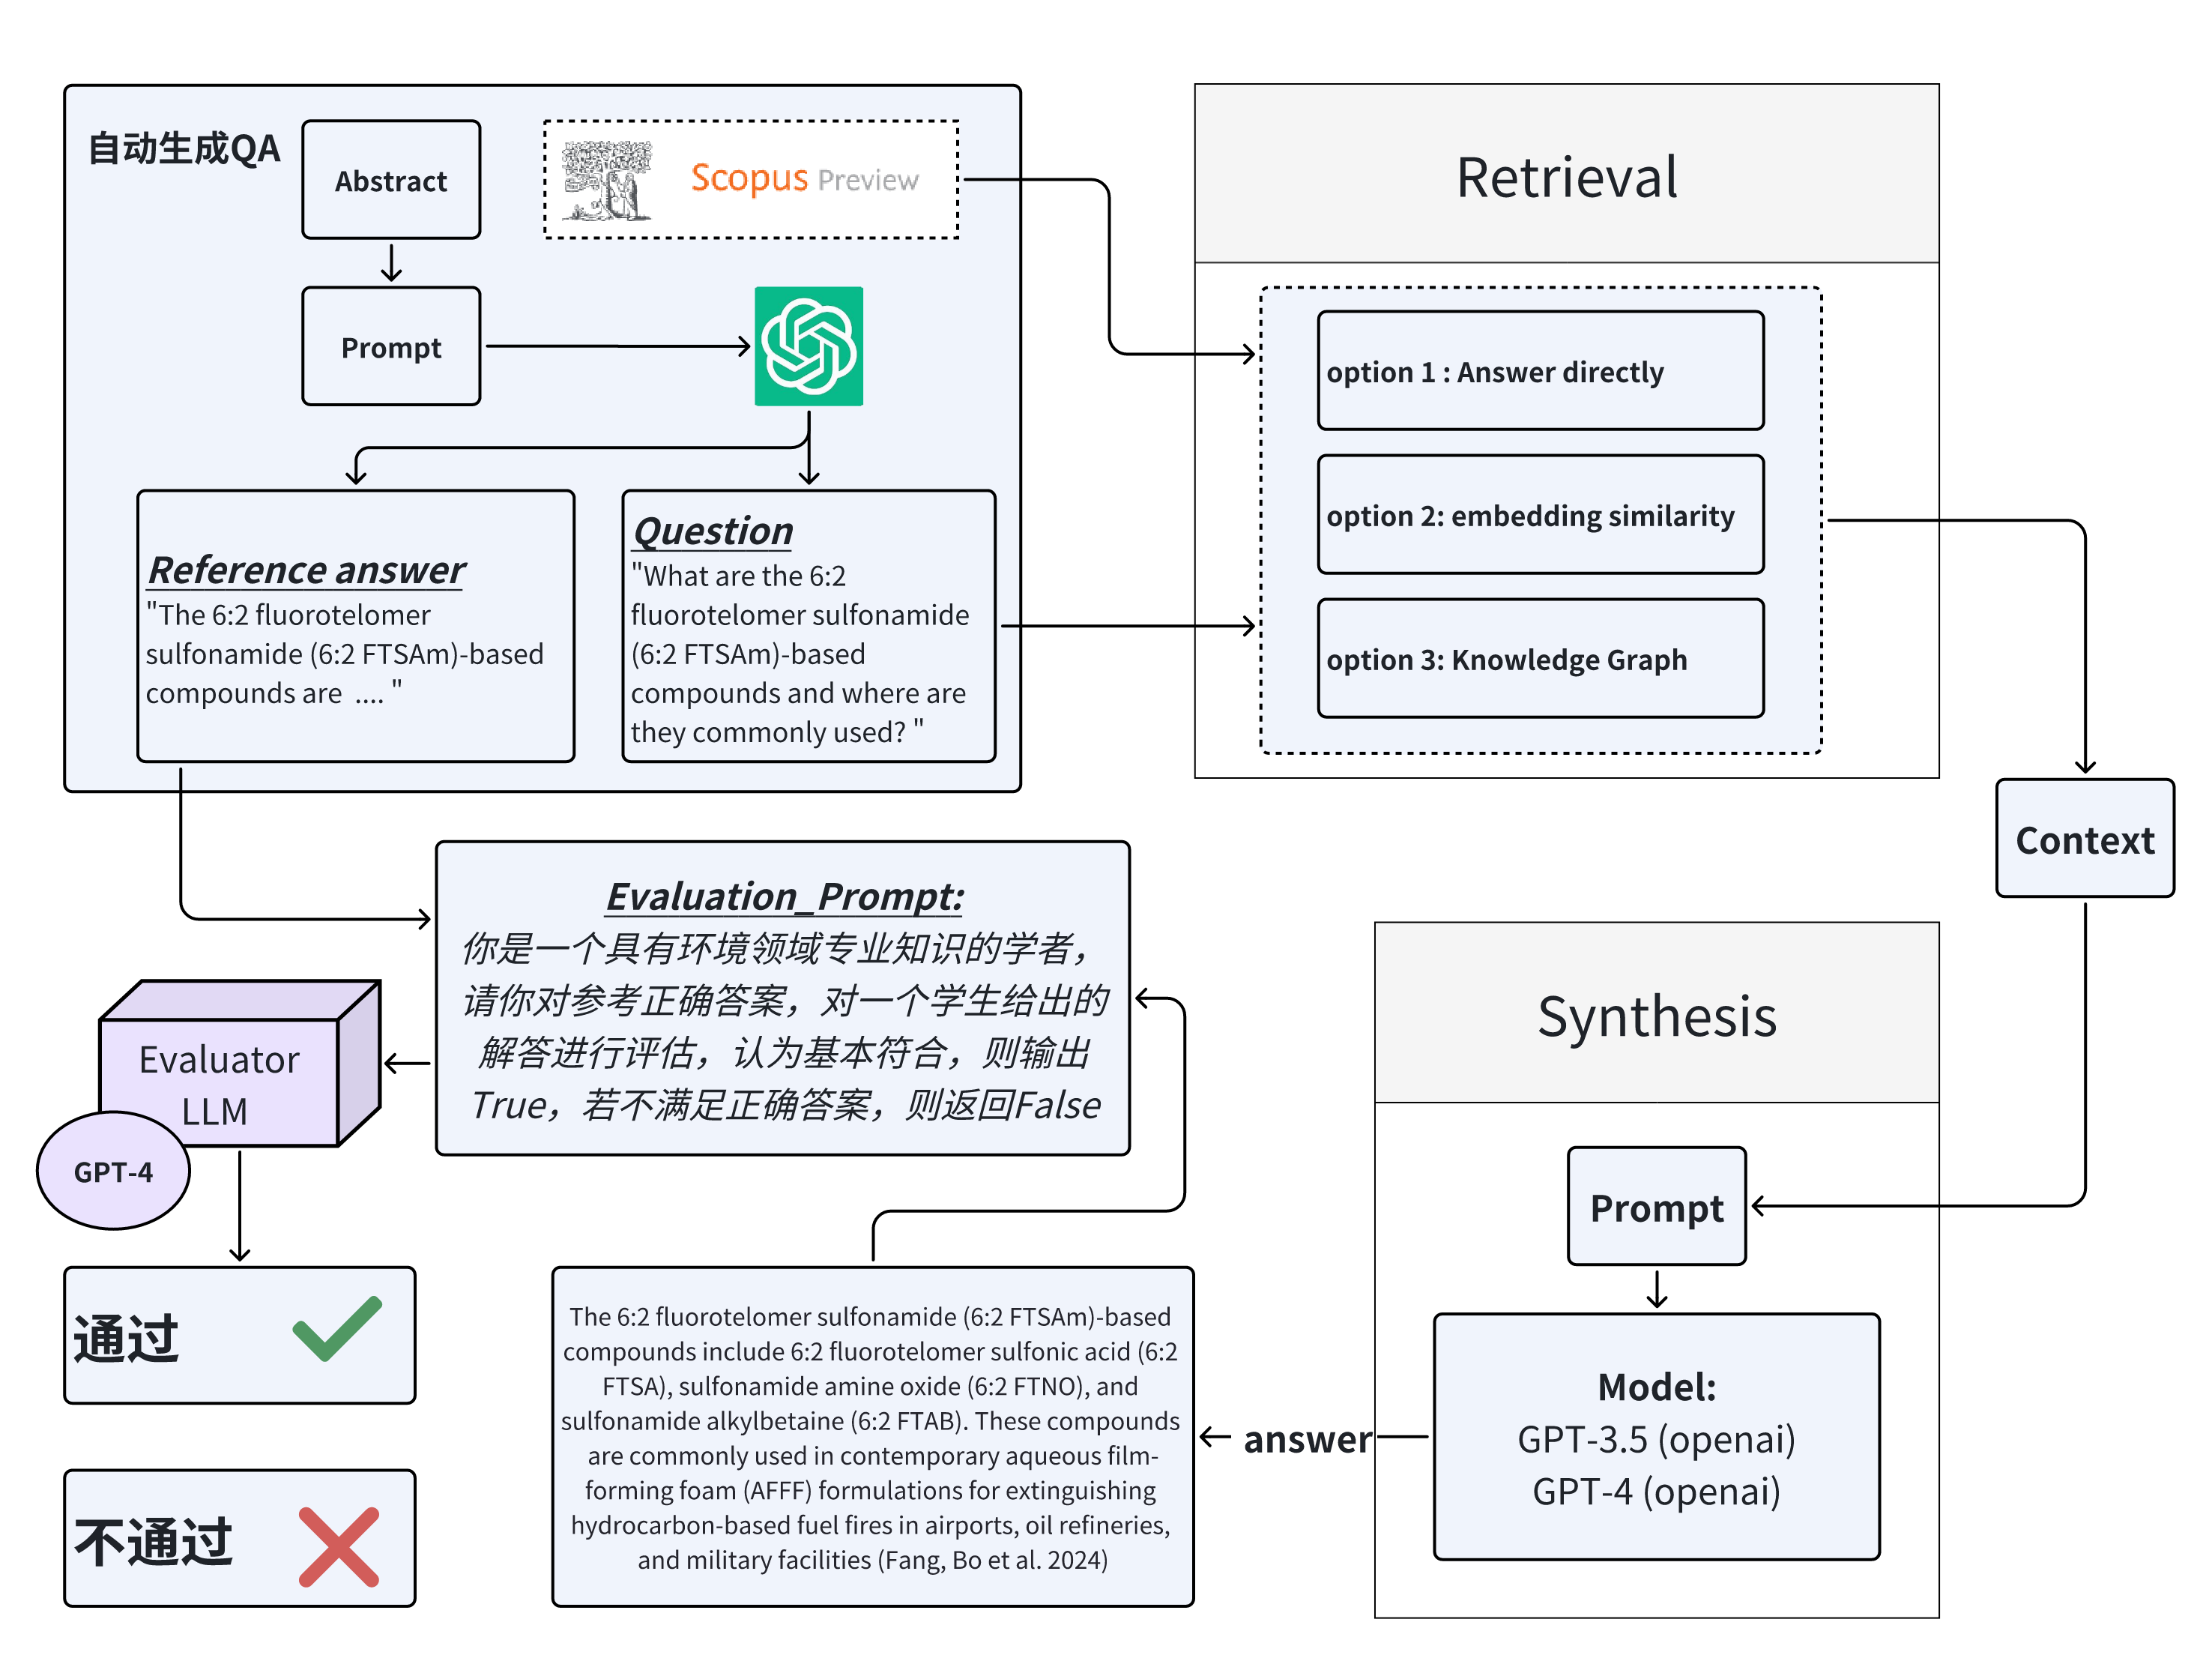 自动生成QA
Abstract
Scopus Preview
Prompt
Reference answer
"The 6:2 fluorotelomer
sulfonamide (6:2 FTSAm)-based
compounds are .... "
Question
"What are the 6:2
fluorotelomer sulfonamide
(6:2 FTSAm)-based
compounds and where are
they commonly used? "
Retrieval
option 1 : Answer directly
option 2: embedding similarity
option 3: Knowledge Graph
Context
Evaluation_Prompt:
你是一个具有环境领域专业知识的学者，
请你对参考正确答案，对一个学生给出的
解答进行评估，认为基本符合，则输出
True，若不满足正确答案，则返回False
Evaluator
LLM
GPT-4
通过
不通过
The 6:2 fluorotelomer sulfonamide (6:2 FTSAm)-based
compounds include 6:2 fluorotelomer sulfonic acid (6:2
FTSA), sulfonamide amine oxide (6:2 FTNO), and
sulfonamide alkylbetaine (6:2 FTAB). These compounds
are commonly used in contemporary aqueous film-
forming foam (AFFF) formulations for extinguishing
hydrocarbon-based fuel fires in airports, oil refineries,
and military facilities (Fang, Bo et al. 2024)
answer
Synthesis
Prompt
Model:
GPT-3.5 (openai)
GPT-4 (openai)